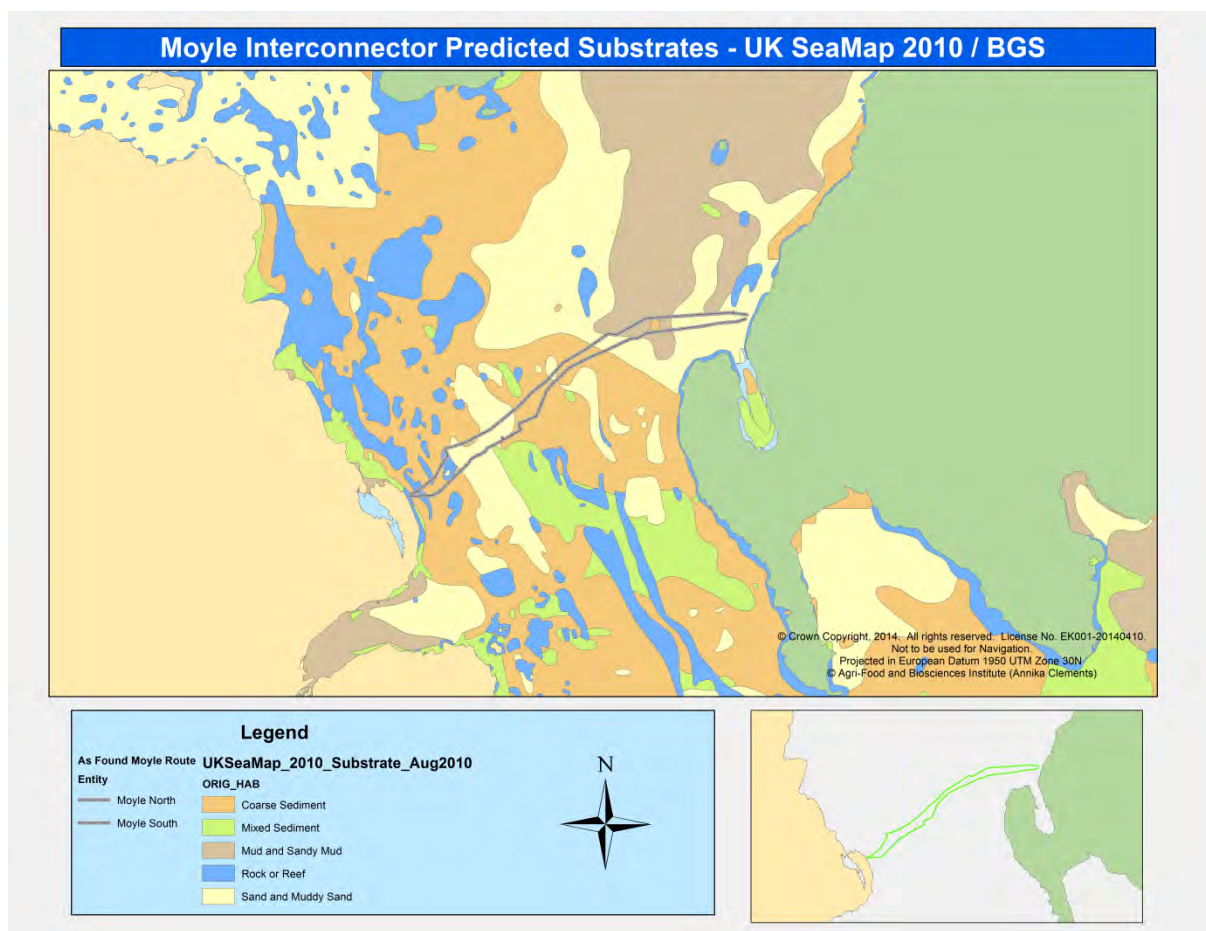 Moyle Interconnector Predicted Substrates - UK SeaMap 2010 / BGS
© Crown Copyright, 2014. All rights reserved. License No. EK001-20140410.
Not to be used for Navigation.
Projected in European Datum 1950 UTM Zone 30N
© Agri-Food and Biosciences Institute (Annika Clements)
Legend
As Found Moyle Route
Entity
Moyle North
Moyle South
UKSeaMap_2010_Substrate_Aug2010
ORIG_HAB
Coarse Sediment
Mixed Sediment
Mud and Sandy Mud
Rock or Reef
Sand and Muddy Sand
N